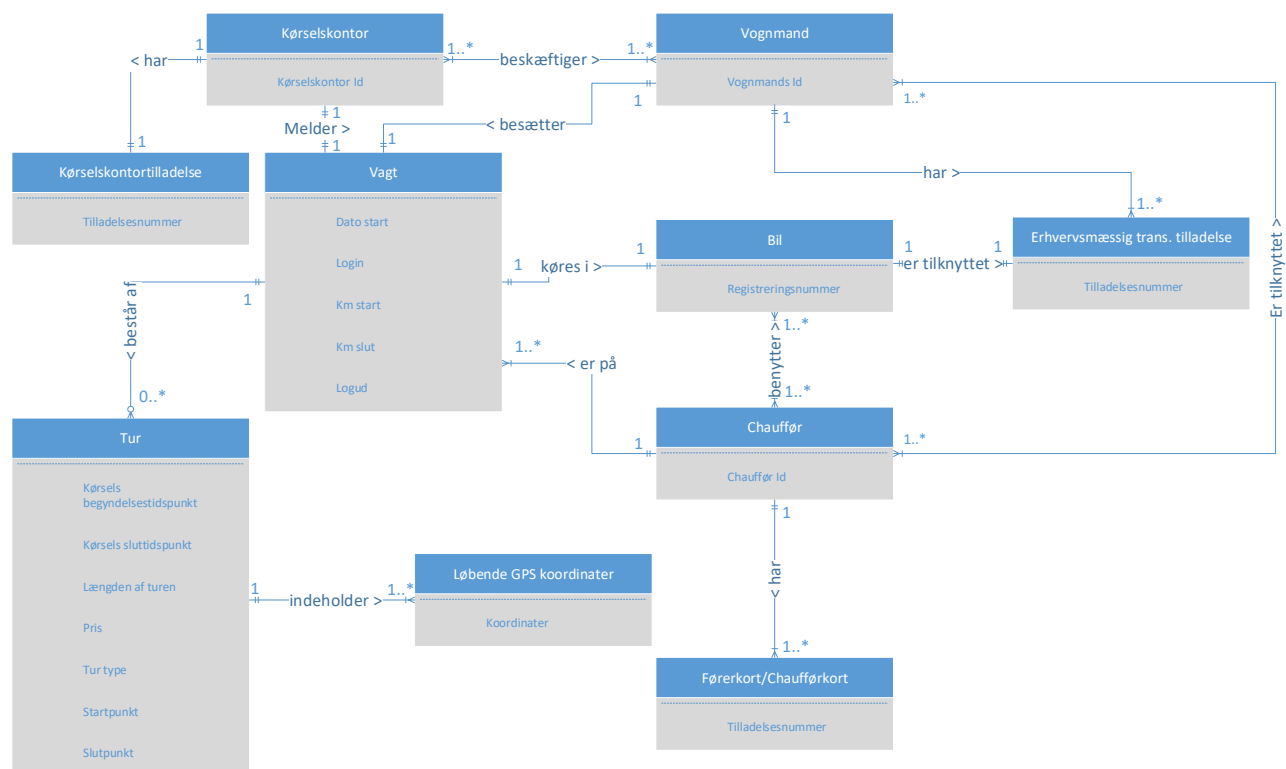 Kørselskontor
Kørselskontor Id
1
< har
1
1..*
beskæftiger >
1..*
Vognmand
Vognmands Id
1
Melder >
1
1
< besætter
1
1..*
1
har >
1..*
Er tilknyttet >
1..*
Kørselskontortilladelse
Tilladelsesnummer
Vagt
Dato start
Login
Km start
Km slut
Logud
1
køres i >
1
Bil
Registreringsnummer
1
er tilknyttet >
1
Erhvervsmæssig trans. tilladelse
Tilladelsesnummer
1
< består af
0..*
1..*
< er på
1
1..*
benytter >
1..*
Chauffør
Chauffør Id
Tur
Kørsels
begyndelsestidspunkt
Kørsels sluttidspunkt
Længden af turen
Pris
Tur type
Startpunkt
Slutpunkt
1
indeholder >
1..*
Løbende GPS koordinater
Koordinater
1
< har
1..*
Førerkort/Chaufførkort
Tilladelsesnummer